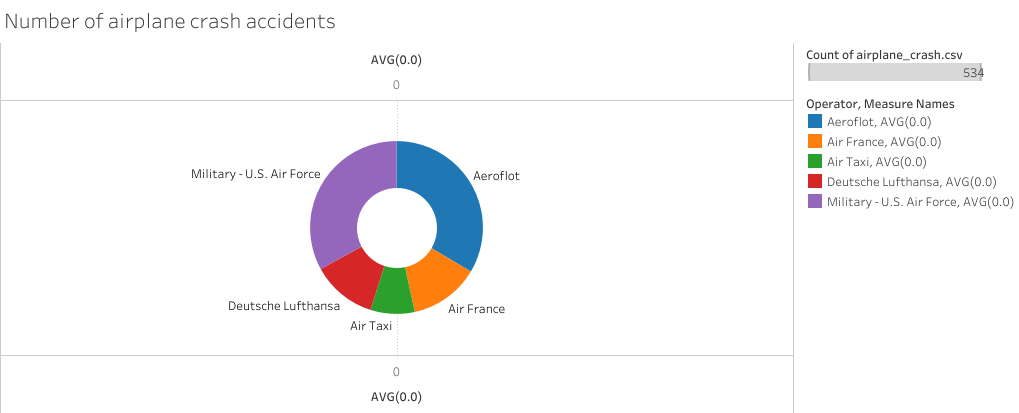 Number of airplane crash accidents
AVG(0.0)
0
Military - U.S. Air Force
Aeroflot
Deutsche Lufthansa
Air France
Air Taxi
0
AVG(0.0)
Count of airplane_crash.csv
534
Operator, Measure Names
Aeroflot, AVG(0.0)
Air France, AVG(0.0)
Air Taxi, AVG(0.0)
Deutsche Lufthansa, AVG(0.0)
Military - U.S. Air Force, AVG(0.0)